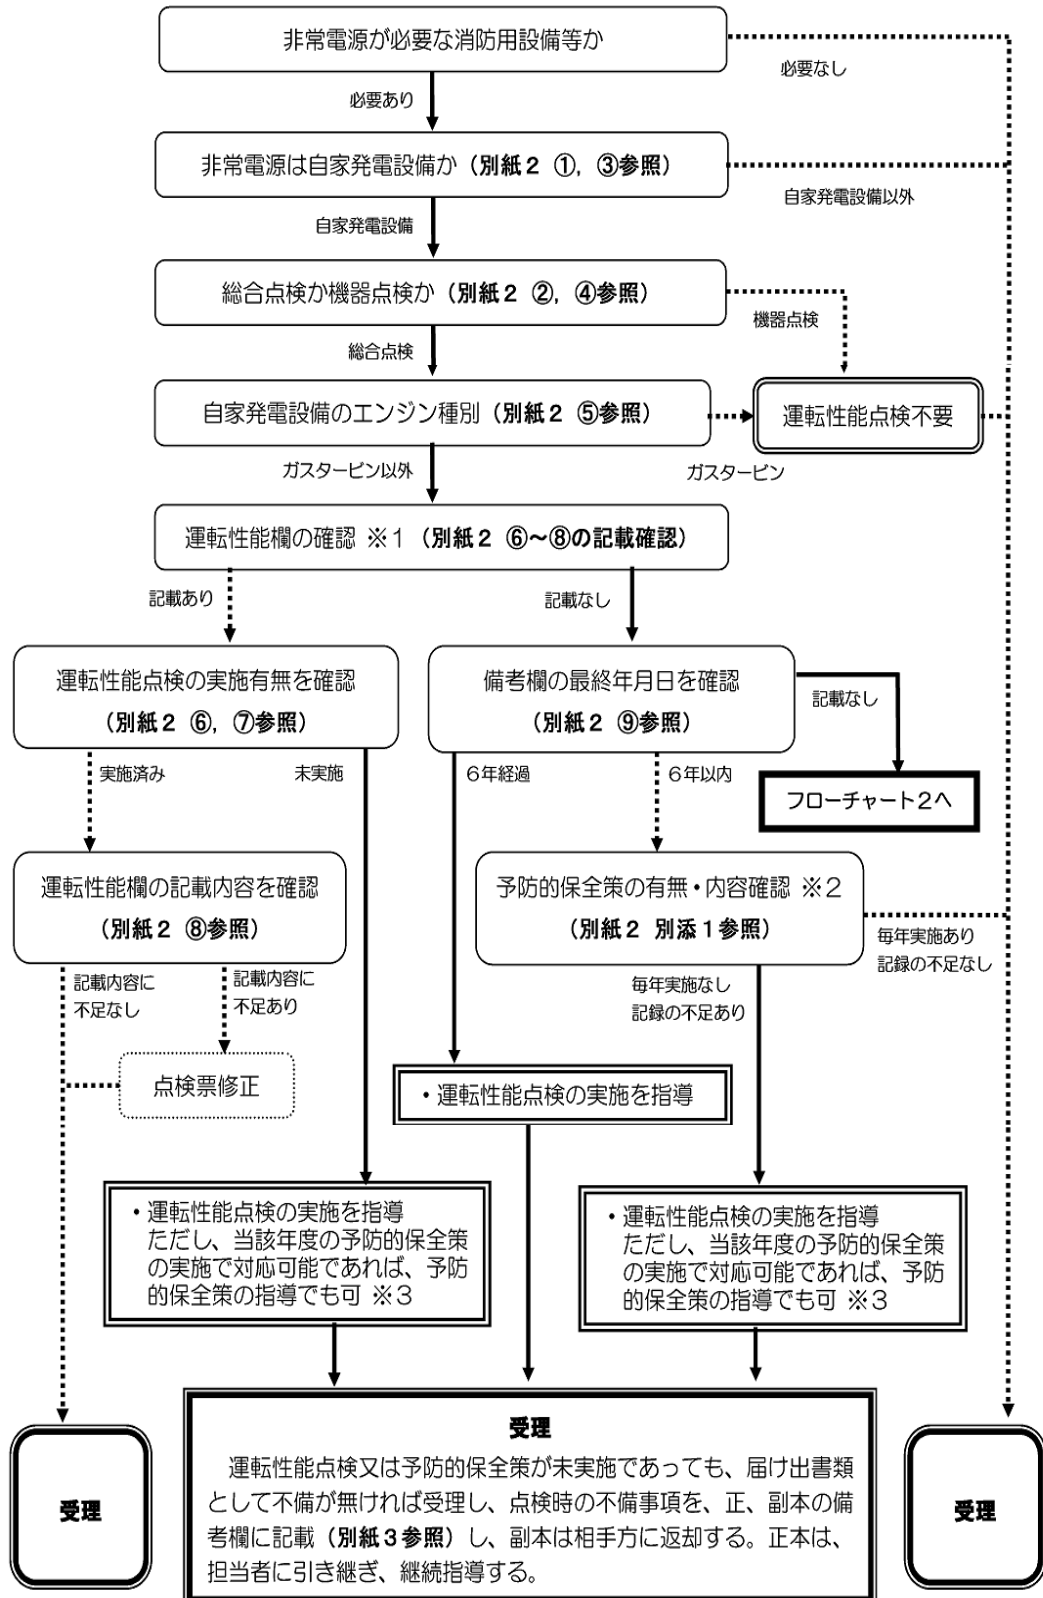 非常電源が必要な消防用設備等か
必要なし
必要あり
非常電源は自家発電設備か（別紙２ ①，③参照）
自家発電設備以外
自家発電設備
総合点検か機器点検か（別紙２ ②，④参照）
機器点検
総合点検
自家発電設備のエンジン種別（別紙２ ⑤参照）
運転性能点検不要
ガスタービン以外
ガスタービン
運転性能欄の確認 ※１（別紙２ ⑥～⑧の記載確認）
記載あり
記載なし
運転性能点検の実施有無を確認
（別紙２ ⑥，⑦参照）
備考欄の最終年月日を確認
（別紙２ ⑨参照）
記載なし
実施済み
未実施
６年経過
６年以内
フローチャート２へ
運転性能欄の記載内容を確認
（別紙２ ⑧参照）
予防的保全策の有無・内容確認 ※２
（別紙２ 別添１参照）
毎年実施あり
記録の不足なし
記載内容に
不足なし
記載内容に
不足あり
毎年実施なし
記録の不足あり
点検票修正
・運転性能点検の実施を指導
・運転性能点検の実施を指導
ただし、当該年度の予防的保全策
の実施で対応可能であれば、予防
的保全策の指導でも可 ※３
・運転性能点検の実施を指導
ただし、当該年度の予防的保全策
の実施で対応可能であれば、予防
的保全策の指導でも可 ※３
受理
受理
運転性能点検又は予防的保全策が未実施であっても、届け出書類
として不備が無ければ受理し、点検時の不備事項を、正、副本の備
考欄に記載（別紙３参照）し、副本は相手方に返却する。正本は、
担当者に引き継ぎ、継続指導する。
受理